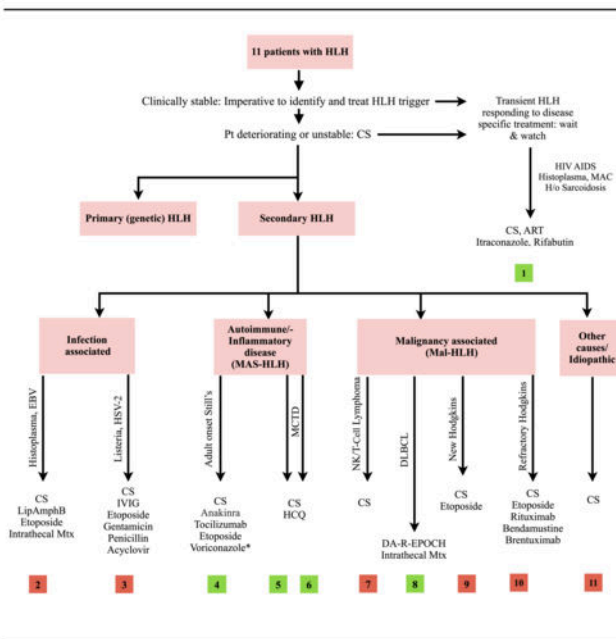 11 patients with HLH
Clinically stable: Imperative to identify and treat HLH trigger
Pt deteriorating or unstable: CS
Transient HLH
responding to disease
specific treatment: wait
& watch
HIV AIDS
Histoplasma, MAC
H/o Sarcoidosis
CS, ART
Itraconazole, Rifabutin
1
Primary (genetic) HLH
Secondary HLH
Infection
associated
Autoimmune/-
Inflammatory
disease
(MAS-HLH)
Malignancy associated
(Mal-HLH)
Other
causes/
Idiopathic
Histoplasma, EBV
Listeria, HSV-2
Adult onset Still's
MCTD
NK/T-Cell Lymphoma
DLBCL
New Hodgkins
Refractory Hodgkins
CS
LipAmphB
Etoposide
Intrathecal Mtx
CS
IVIG
Etoposide
Gentamicin
Penicillin
Acyclovir
CS
Anakinra
Tocilizumab
Etoposide
Voriconazole*
CS
HCQ
CS
DA-R-EPOCH
Intrathecal Mtx
CS
Etoposide
CS
Etoposide
Rituximab
Bendamustine
Brentuximab
CS
2
3
4
5
6
7
8
9
10
11